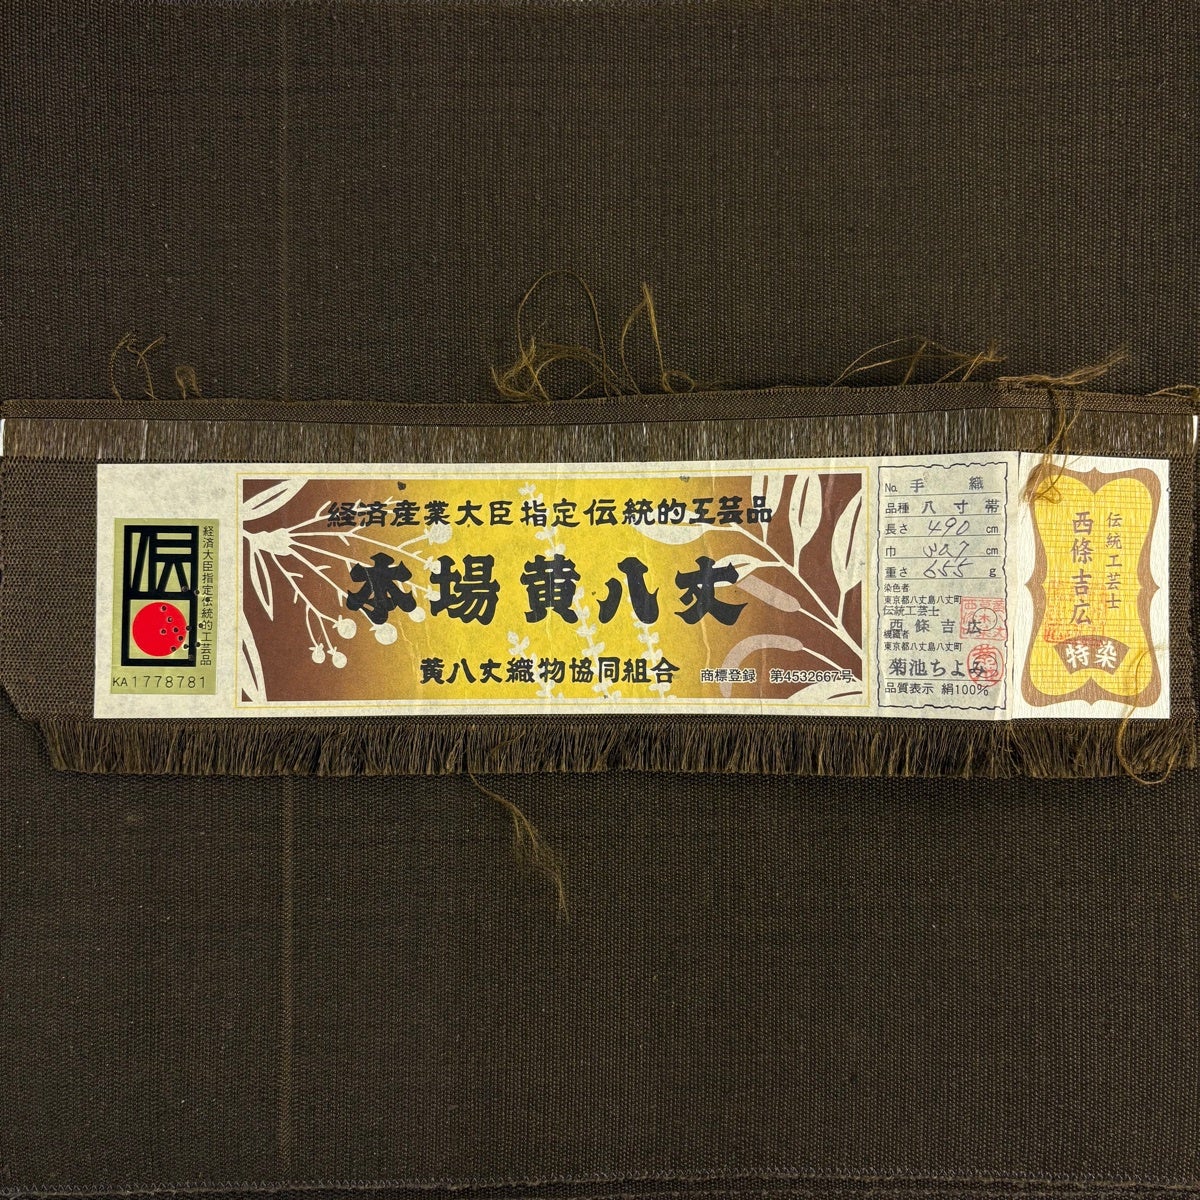 経済大臣指定伝統的工芸品
伝
KA1778781
経済産業大臣指定伝統的工芸品
本場黄八丈
黄八丈織物協同組合
商標登録 第4532667号
No. 手織
品種 八寸帯
長さ 490 cm
巾 30.7 cm
重さ 655 g
染色者
東京都八丈島八丈町
伝統工芸士
西條吉広
機織者
東京都八丈島八丈町
菊池ちよみ
品質表示 絹100%
伝統工芸士
西條吉広
特染